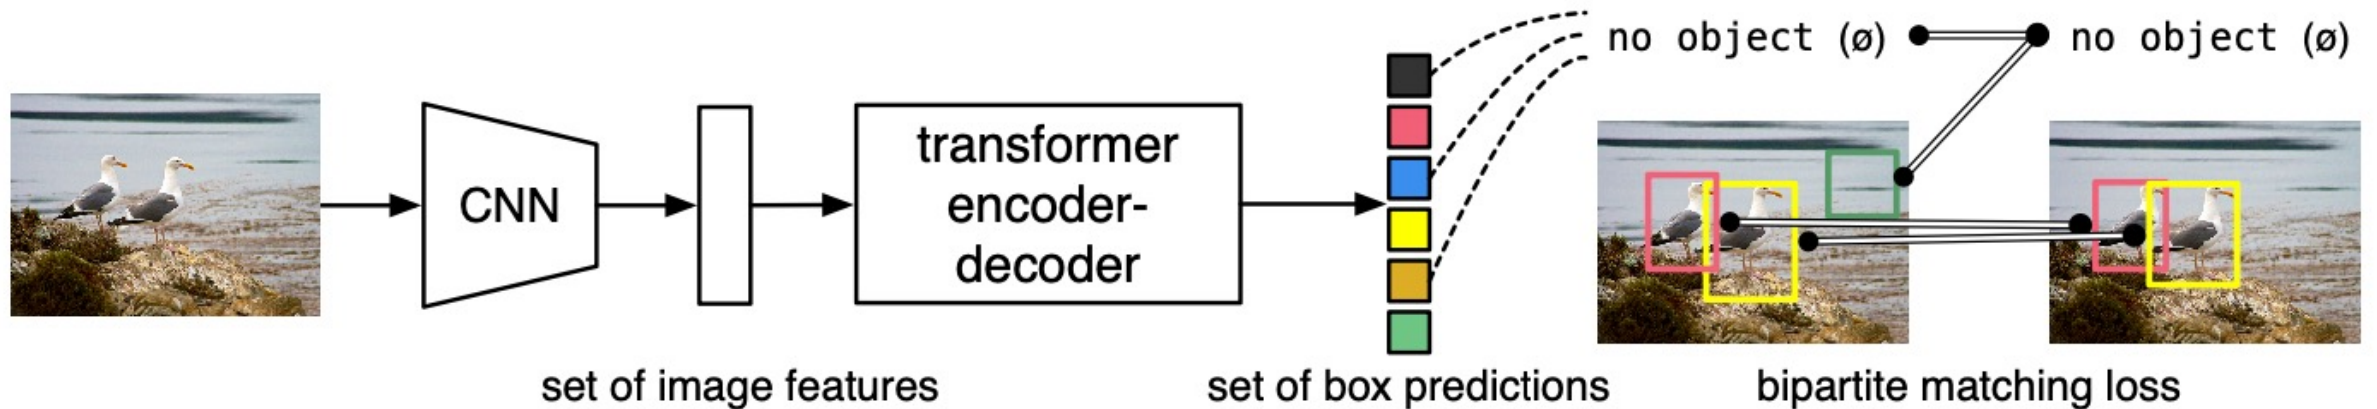 no object (ø)
no object (ø)
CNN
transformer
encoder-
decoder
set of image features
set of box predictions
bipartite matching loss